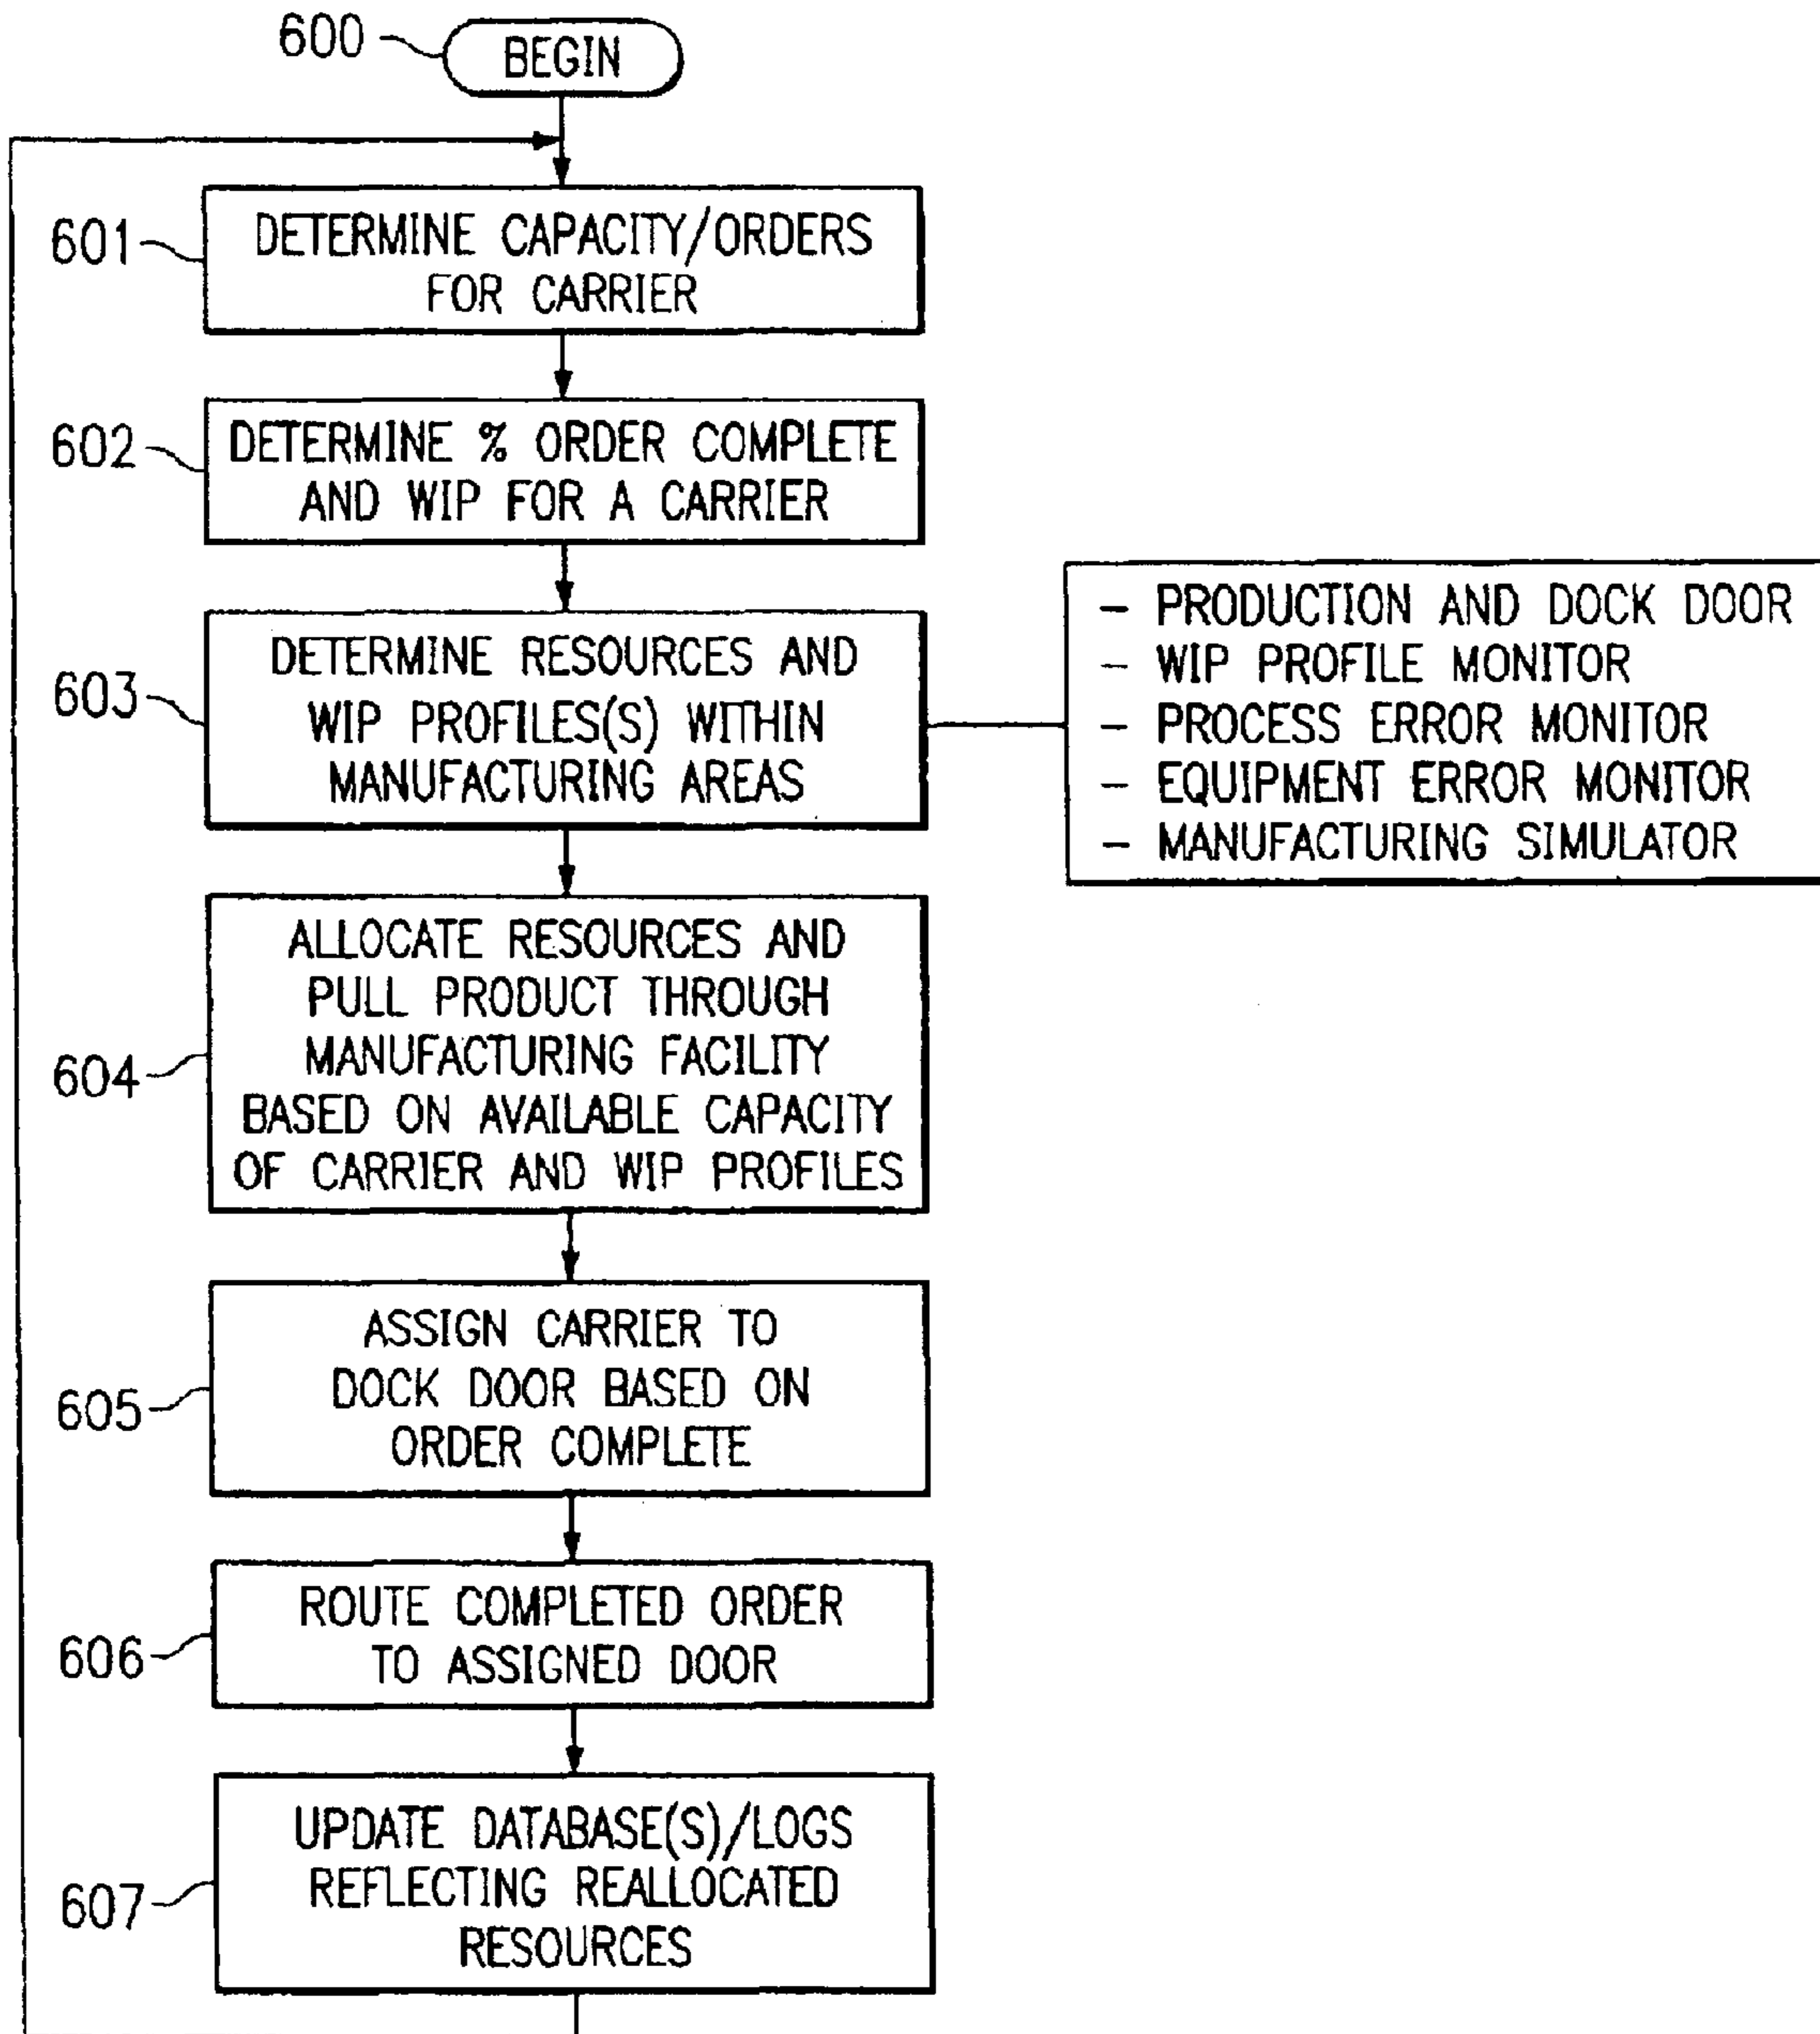 600
BEGIN
601
DETERMINE CAPACITY/ORDERS
FOR CARRIER
602
DETERMINE % ORDER COMPLETE
AND WIP FOR A CARRIER
603
DETERMINE RESOURCES AND
WIP PROFILES(S) WITHIN
MANUFACTURING AREAS
- PRODUCTION AND DOCK DOOR
- WIP PROFILE MONITOR
- PROCESS ERROR MONITOR
- EQUIPMENT ERROR MONITOR
- MANUFACTURING SIMULATOR
604
ALLOCATE RESOURCES AND
PULL PRODUCT THROUGH
MANUFACTURING FACILITY
BASED ON AVAILABLE CAPACITY
OF CARRIER AND WIP PROFILES
605
ASSIGN CARRIER TO
DOCK DOOR BASED ON
ORDER COMPLETE
606
ROUTE COMPLETED ORDER
TO ASSIGNED DOOR
607
UPDATE DATABASE(S)/LOGS
REFLECTING REALLOCATED
RESOURCES